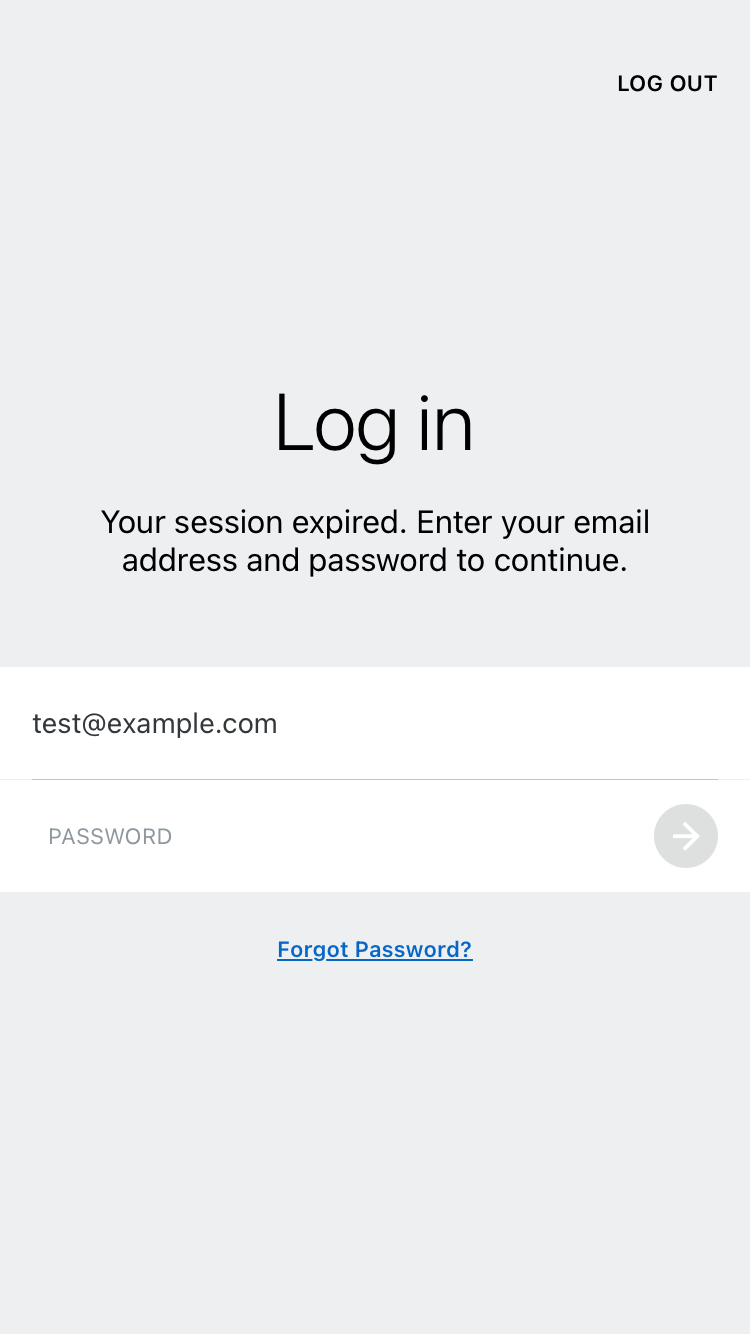 LOG OUT
Log in
Your session expired. Enter your email
address and password to continue.
test@example.com
PASSWORD
Forgot Password?